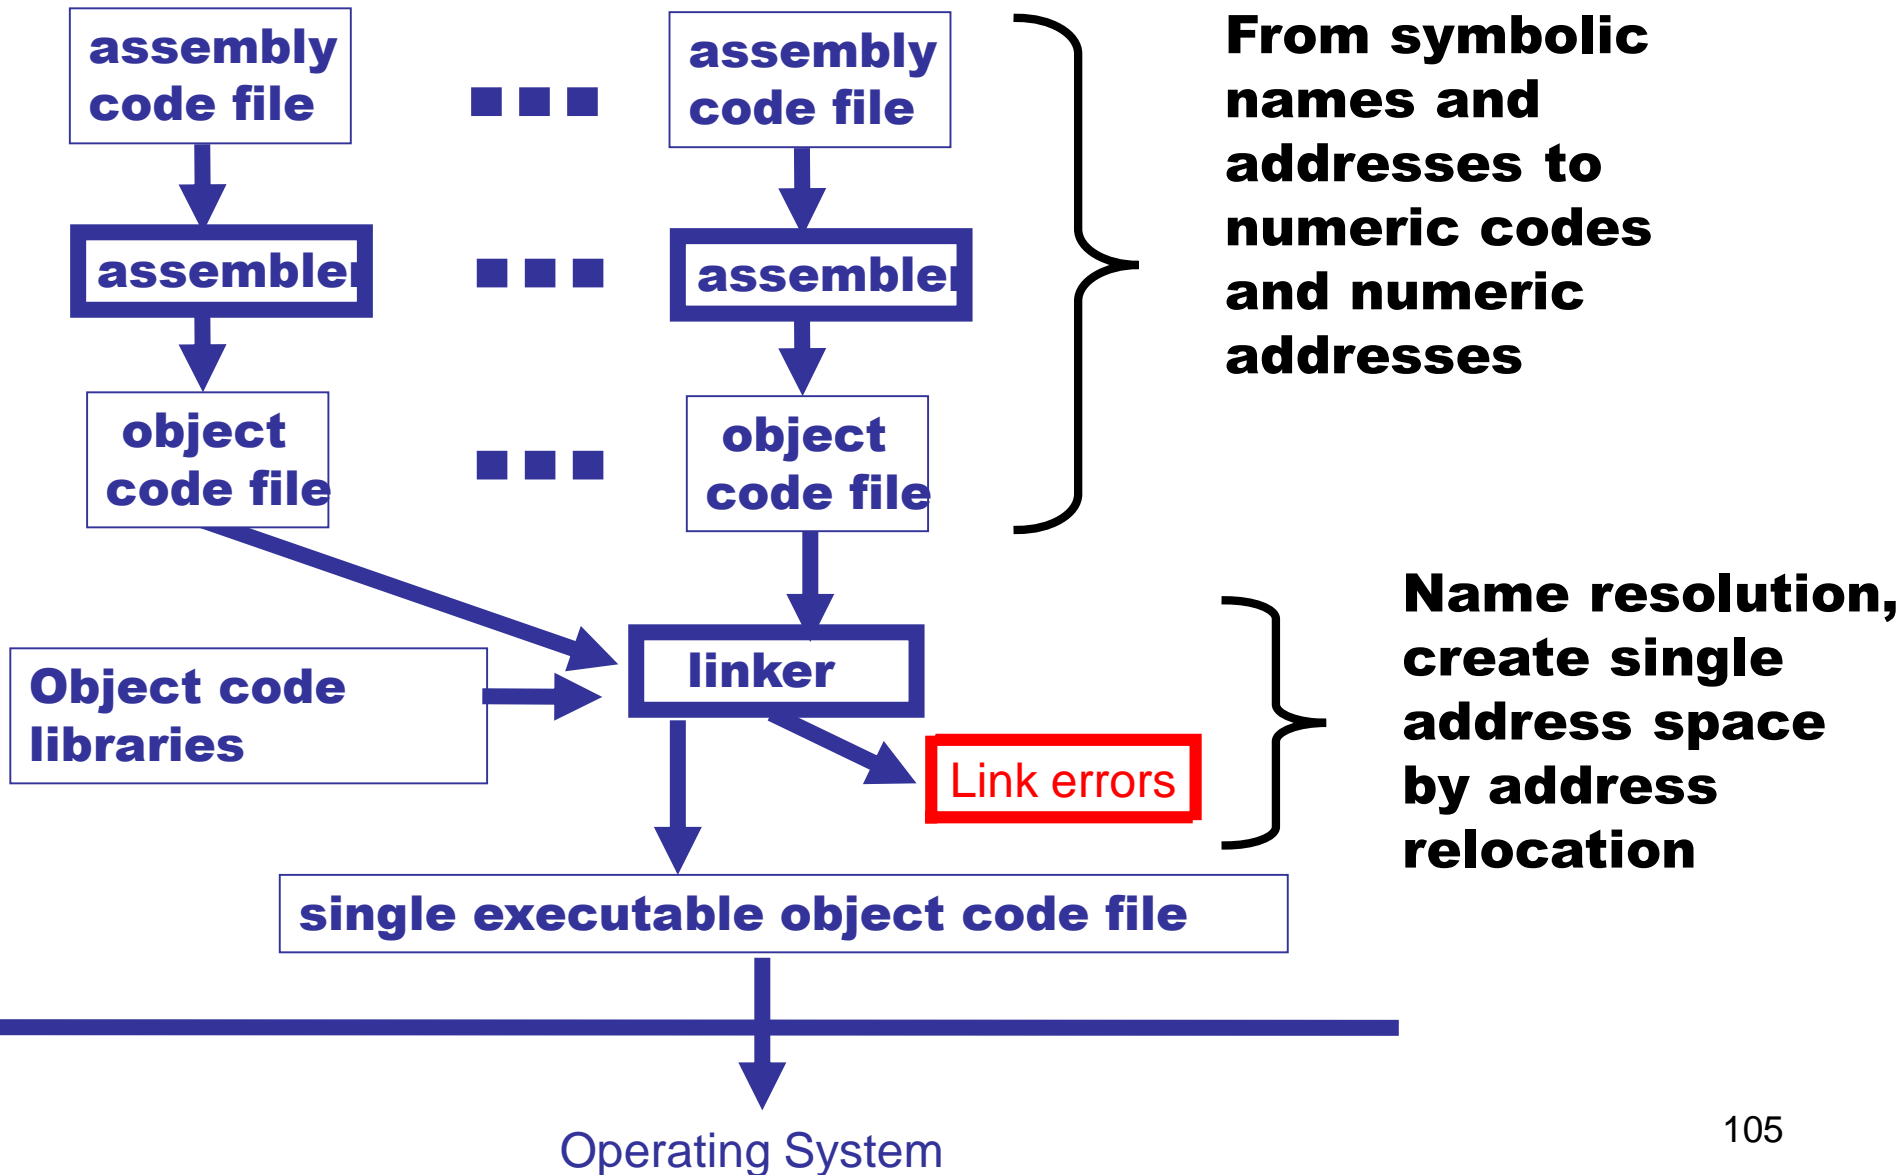 assembly
code file
assembly
code file
From symbolic
names and
addresses to
numeric codes
and numeric
addresses
assembler
assembler
object
code file
object
code file
Name resolution,
create single
address space
by address
relocation
Object code
libraries
linker
Link errors
single executable object code file
Operating System
105